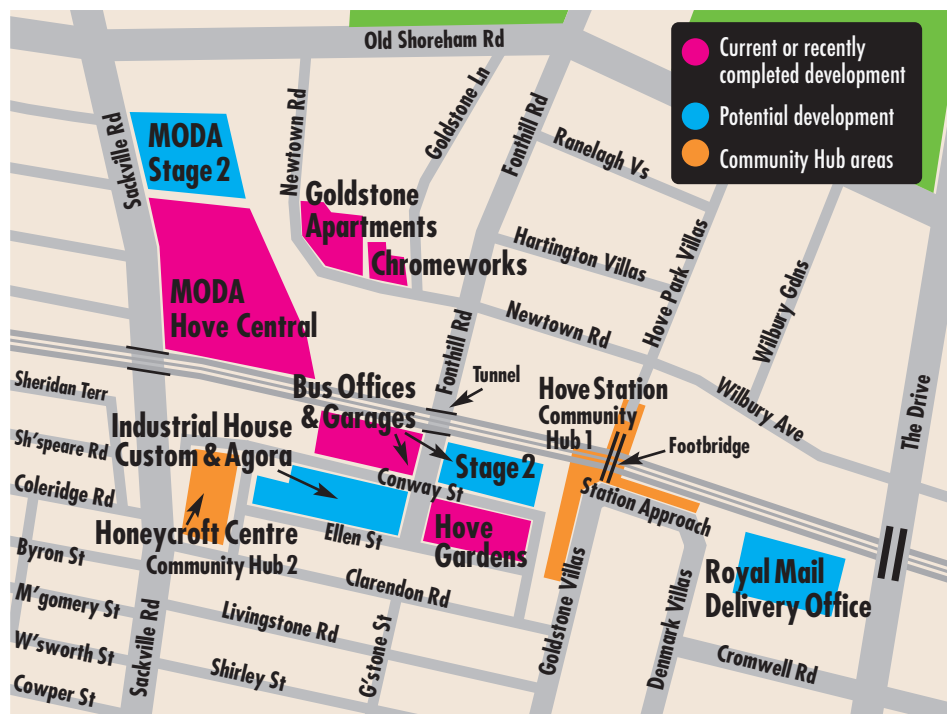 Old Shoreham Rd
Current or recently
completed development
Potential development
Community Hub areas
Sackville Rd
MODA
Stage 2
Newtown Rd
Goldstone Ln
Fonthill Rd
Ranelagh Vs
Goldstone
Apartments
Chromeworks
Hartington Villas
Hove Park Villas
Wilbury Gdns
MODA
Hove Central
Newtown Rd
Fonthill Rd
Tunnel
Wilbury Ave
The Drive
Sheridan Terr
Bus Offices
& Garages
Hove Station
Community
Hub 1
Footbridge
Sh'speare Rd
Industrial House
Custom & Agora
Stage 2
Conway St
Station Approach
Coleridge Rd
Honeycroft Centre
Community Hub 2
Ellen St
Hove
Gardens
Byron St
Clarendon Rd
Royal Mail
Delivery Office
M'gomery St
Livingstone Rd
G'stone St
Goldstone Villas
Denmark Villas
Cromwell Rd
W'sworth St
Sackville Rd
Shirley St
Cowper St